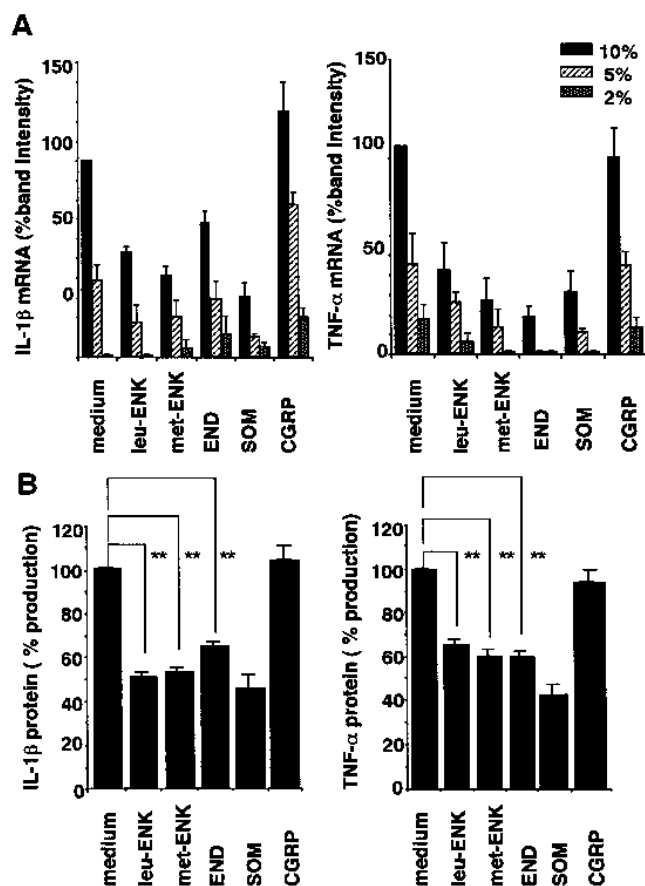 A
IL-1β mRNA (%band Intensity)
150
100
50
0
medium
leu-ENK
met-ENK
END
SOM
CGRP
TNF-α mRNA (%band Intensity)
150
100
50
0
medium
leu-ENK
met-ENK
END
SOM
CGRP
10%
5%
2%
B
IL-1β protein ( % production)
120
100
80
60
40
20
0
** ** **
medium
leu-ENK
met-ENK
END
SOM
CGRP
TNF-α protein ( % production)
120
100
80
60
40
20
0
** ** **
medium
leu-ENK
met-ENK
END
SOM
CGRP